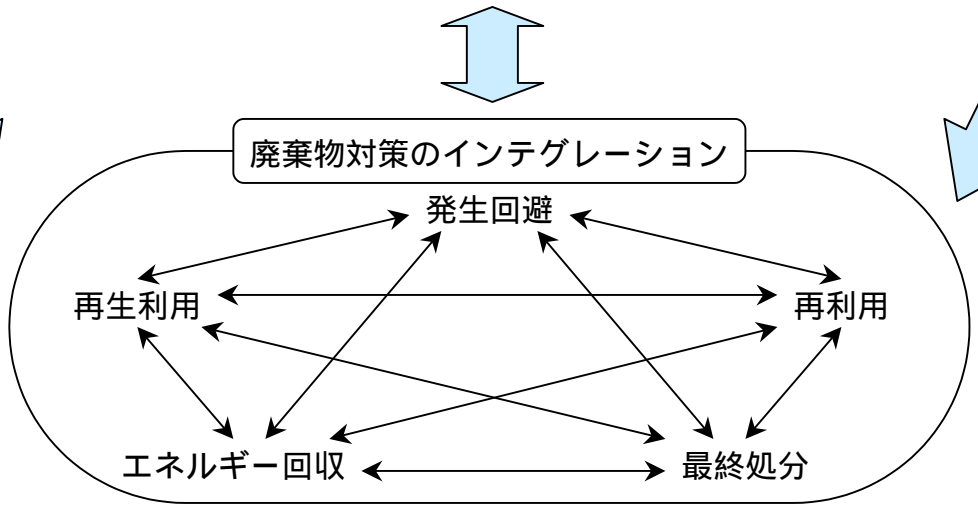 廃棄物対策のインテグレーション
発生回避
再生利用
再利用
エネルギー回収
最終処分